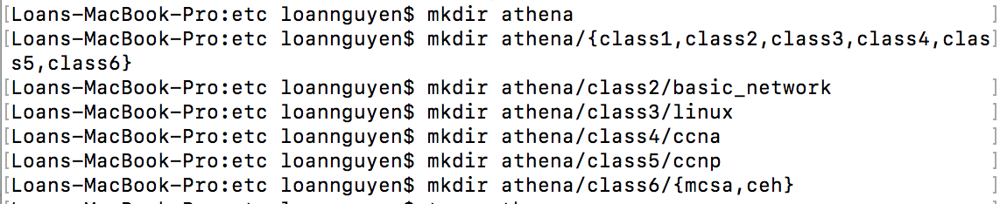 [Loans-MacBook-Pro:etc loannguyen$ mkdir athena ]
[Loans-MacBook-Pro:etc loannguyen$ mkdir athena/{class1,class2,class3,class4,clas]
s5,class6}
[Loans-MacBook-Pro:etc loannguyen$ mkdir athena/class2/basic_network ]
[Loans-MacBook-Pro:etc loannguyen$ mkdir athena/class3/linux ]
[Loans-MacBook-Pro:etc loannguyen$ mkdir athena/class4/ccna ]
[Loans-MacBook-Pro:etc loannguyen$ mkdir athena/class5/ccnp ]
[Loans-MacBook-Pro:etc loannguyen$ mkdir athena/class6/{mcsa,ceh} ]